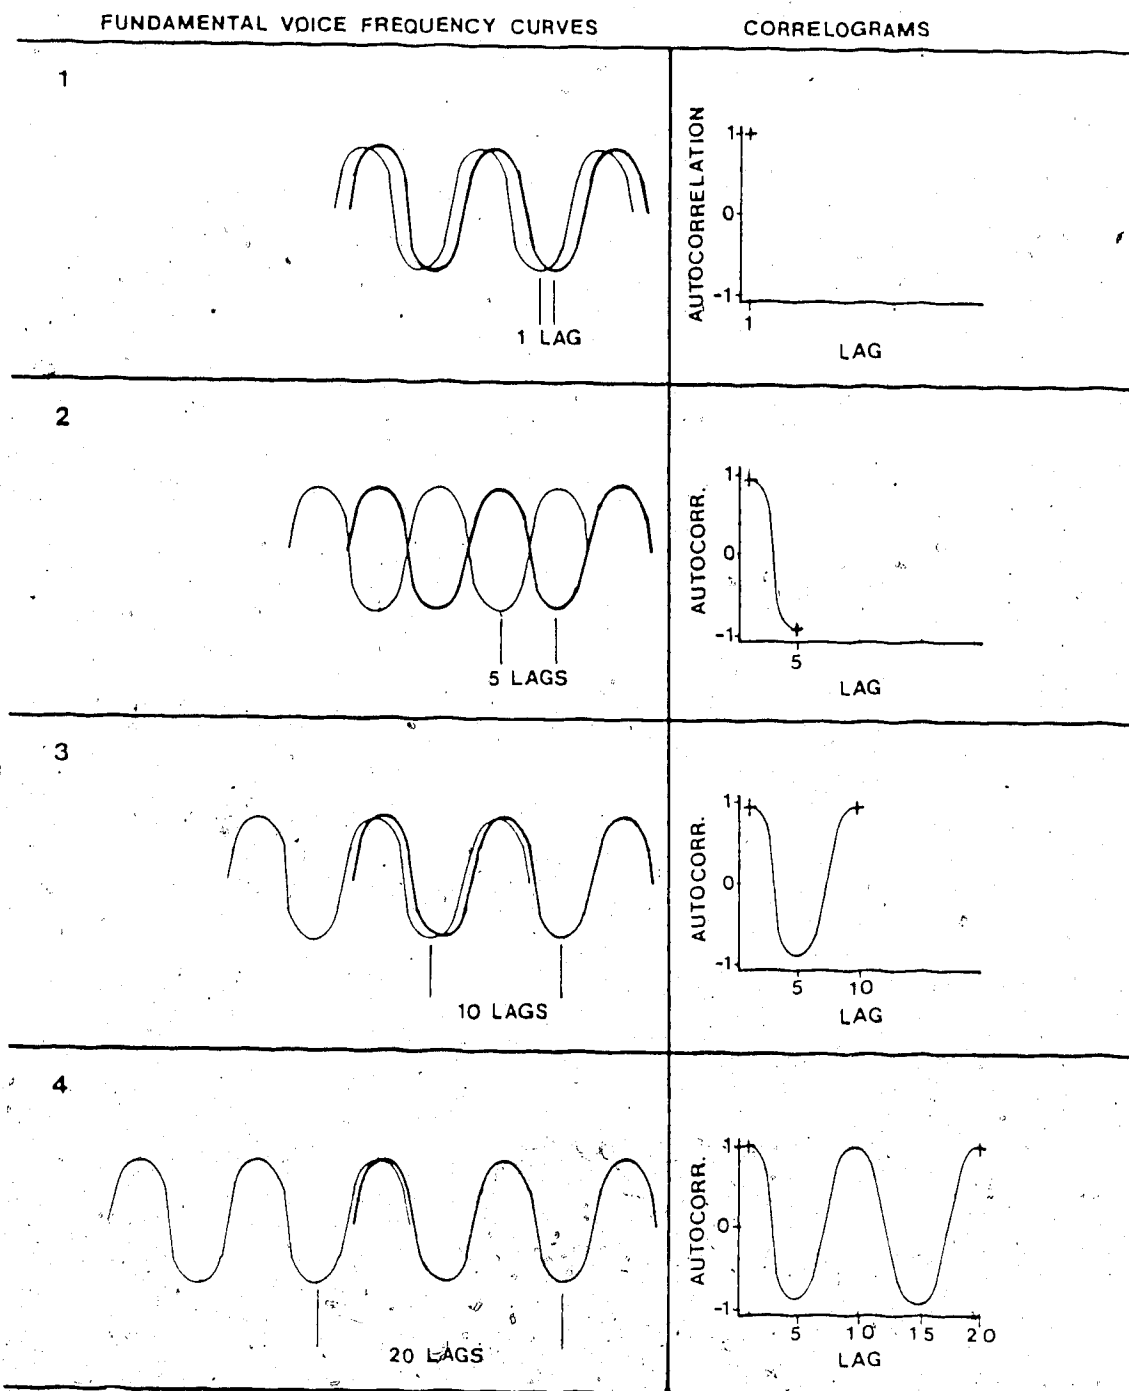 FUNDAMENTAL VOICE FREQUENCY CURVES
CORRELOGRAMS
1
1 LAG
AUTOCORRELATION
1
0
-1
1
LAG
2
5 LAGS
AUTOCORR.
1
0
-1
5
LAG
3
10 LAGS
AUTOCORR.
1
0
-1
5 10
LAG
4
20 LAGS
AUTOCORR.
1
0
-1
5 10 15 20
LAG